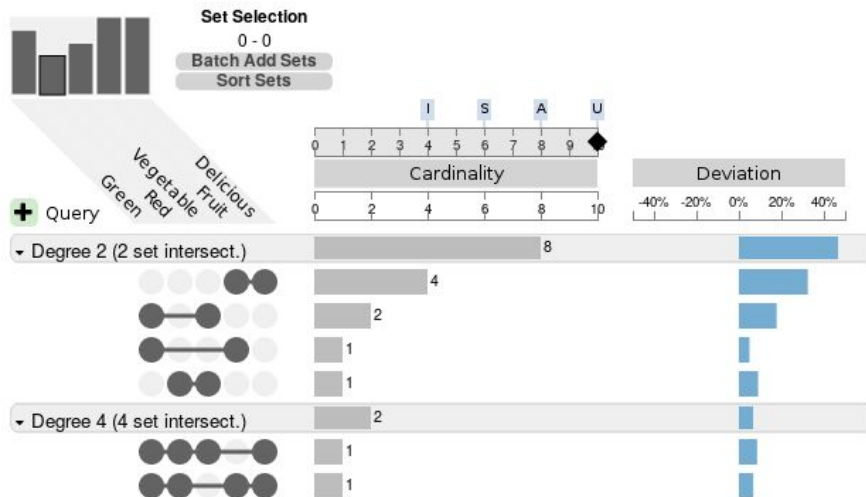 Set Selection
0 - 0
Batch Add Sets
Sort Sets
I S A U
0 1 2 3 4 5 6 7 8 9
Green Red Vegetable Fruit Delicious
Cardinality Deviation
Query
0 2 4 6 8 10 -40% -20% 0% 20% 40%
Degree 2 (2 set intersect.) 8
4
2
1
1
Degree 4 (4 set intersect.) 2
1
1